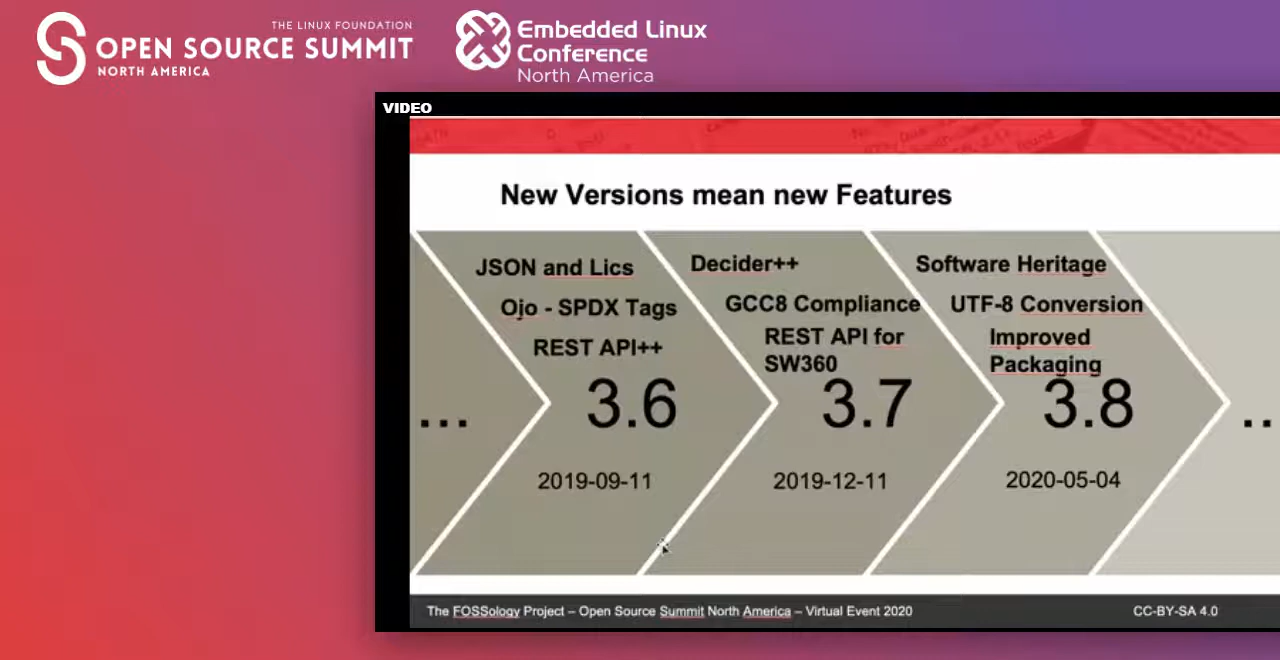 THE LINUX FOUNDATION
OPEN SOURCE SUMMIT
NORTH AMERICA
Embedded Linux
Conference
North America
VIDEO
New Versions mean new Features
JSON and Lics
Ojo - SPDX Tags
REST API++
...
3.6
2019-09-11
Decider++
GCC8 Compliance
REST API for
SW360
3.7
2019-12-11
Software Heritage
UTF-8 Conversion
Improved
Packaging
3.8
2020-05-04
..
The FOSSology Project – Open Source Summit North America – Virtual Event 2020
CC-BY-SA 4.0